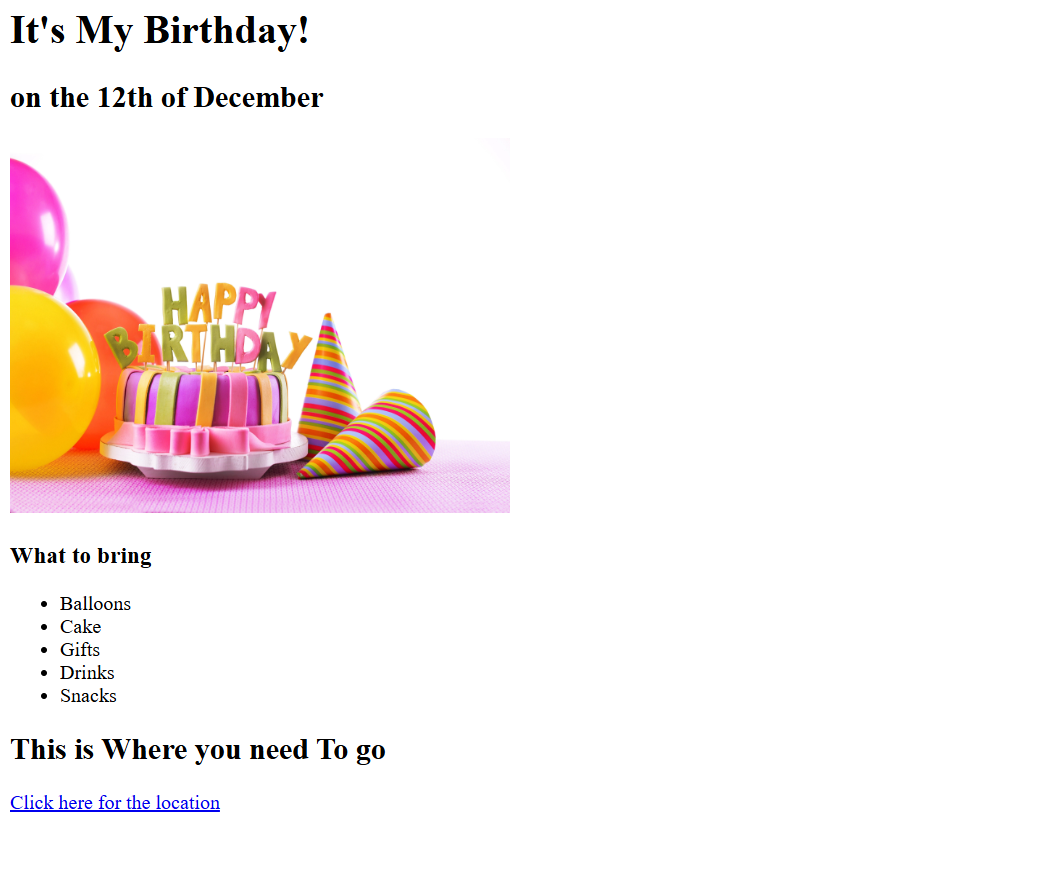 It's My Birthday!
on the 12th of December
HAPPY
BIRTHDAY
What to bring
Balloons
Cake
Gifts
Drinks
Snacks
This is Where you need To go
Click here for the location